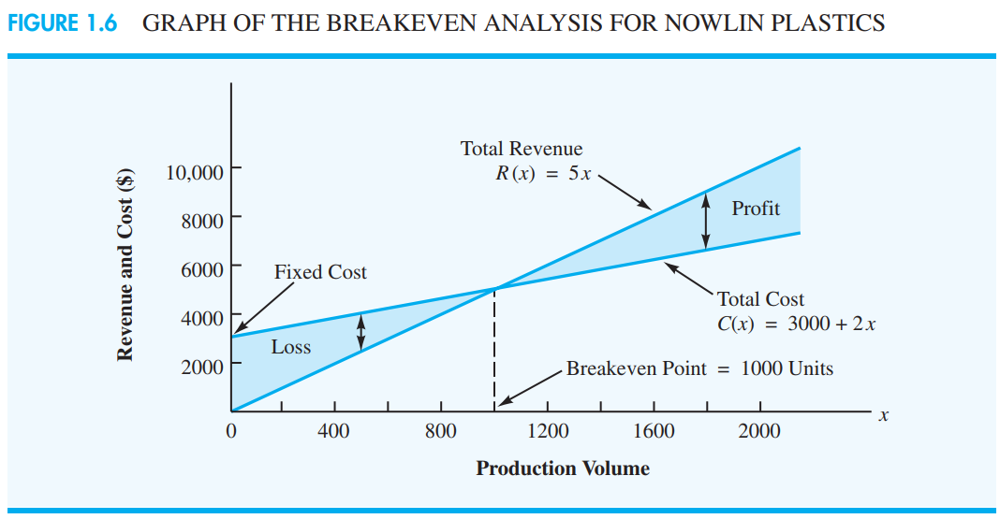 FIGURE 1.6 GRAPH OF THE BREAKEVEN ANALYSIS FOR NOWLIN PLASTICS
Revenue and Cost ($)
10,000
8000
6000
4000
2000
Total Revenue
R(x) = 5x
Profit
Fixed Cost
Loss
Total Cost
C(x) = 3000 + 2x
Breakeven Point = 1000 Units
0 400 800 1200 1600 2000 x
Production Volume